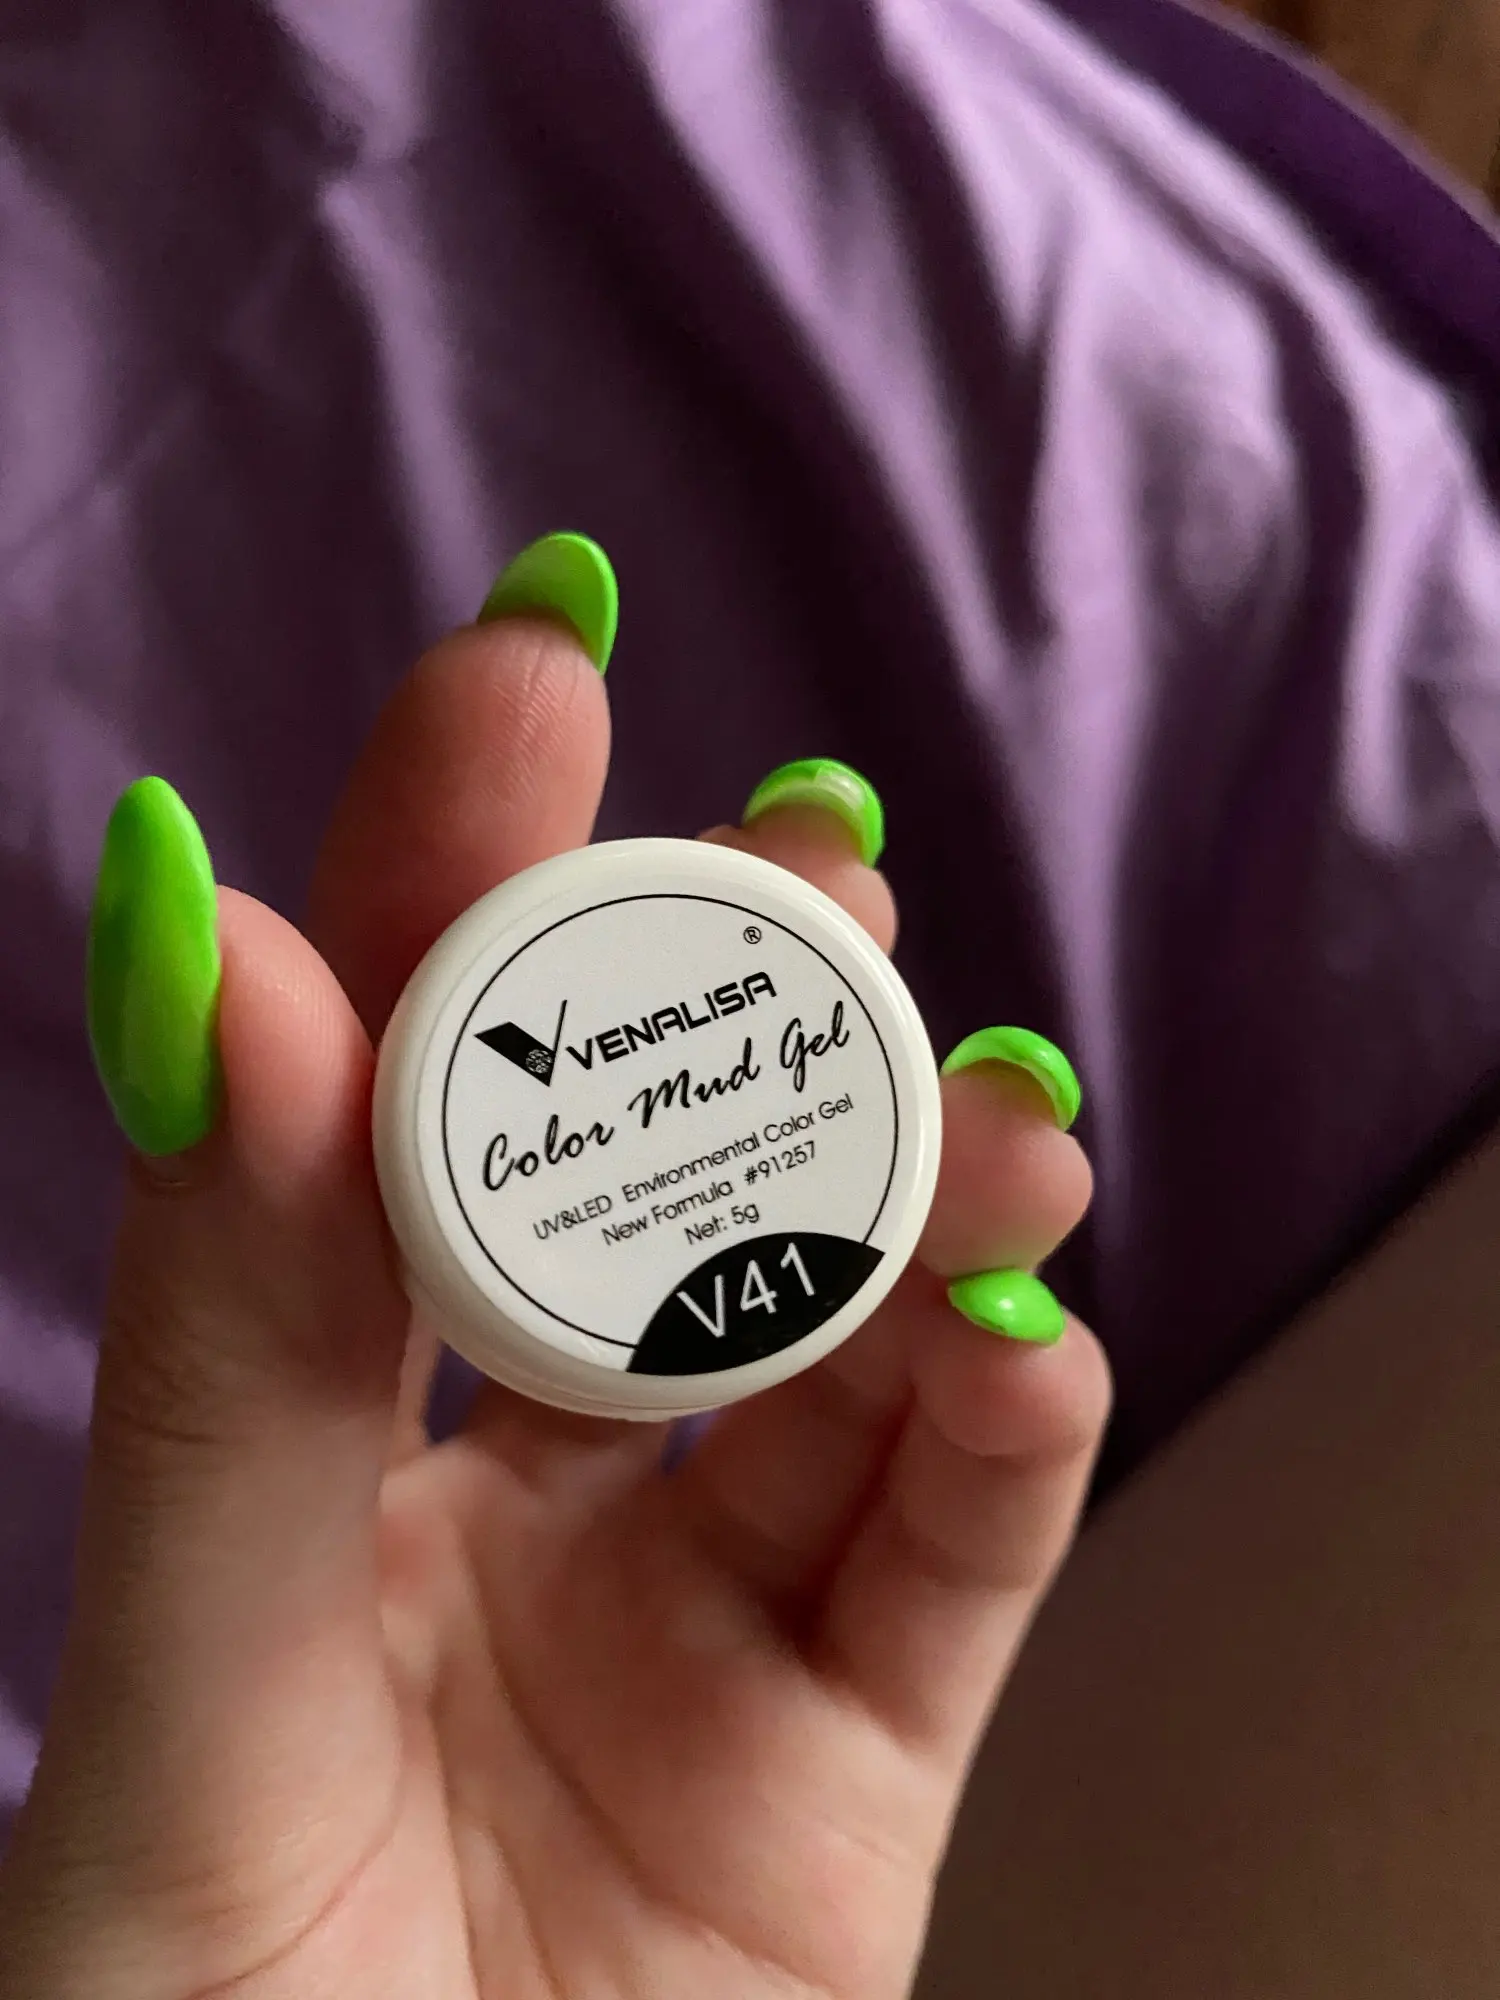 ®
VENALISA
Color Mud Gel
UV&LED Environmental Color Gel
New Formula #91257
Net: 5g
V41